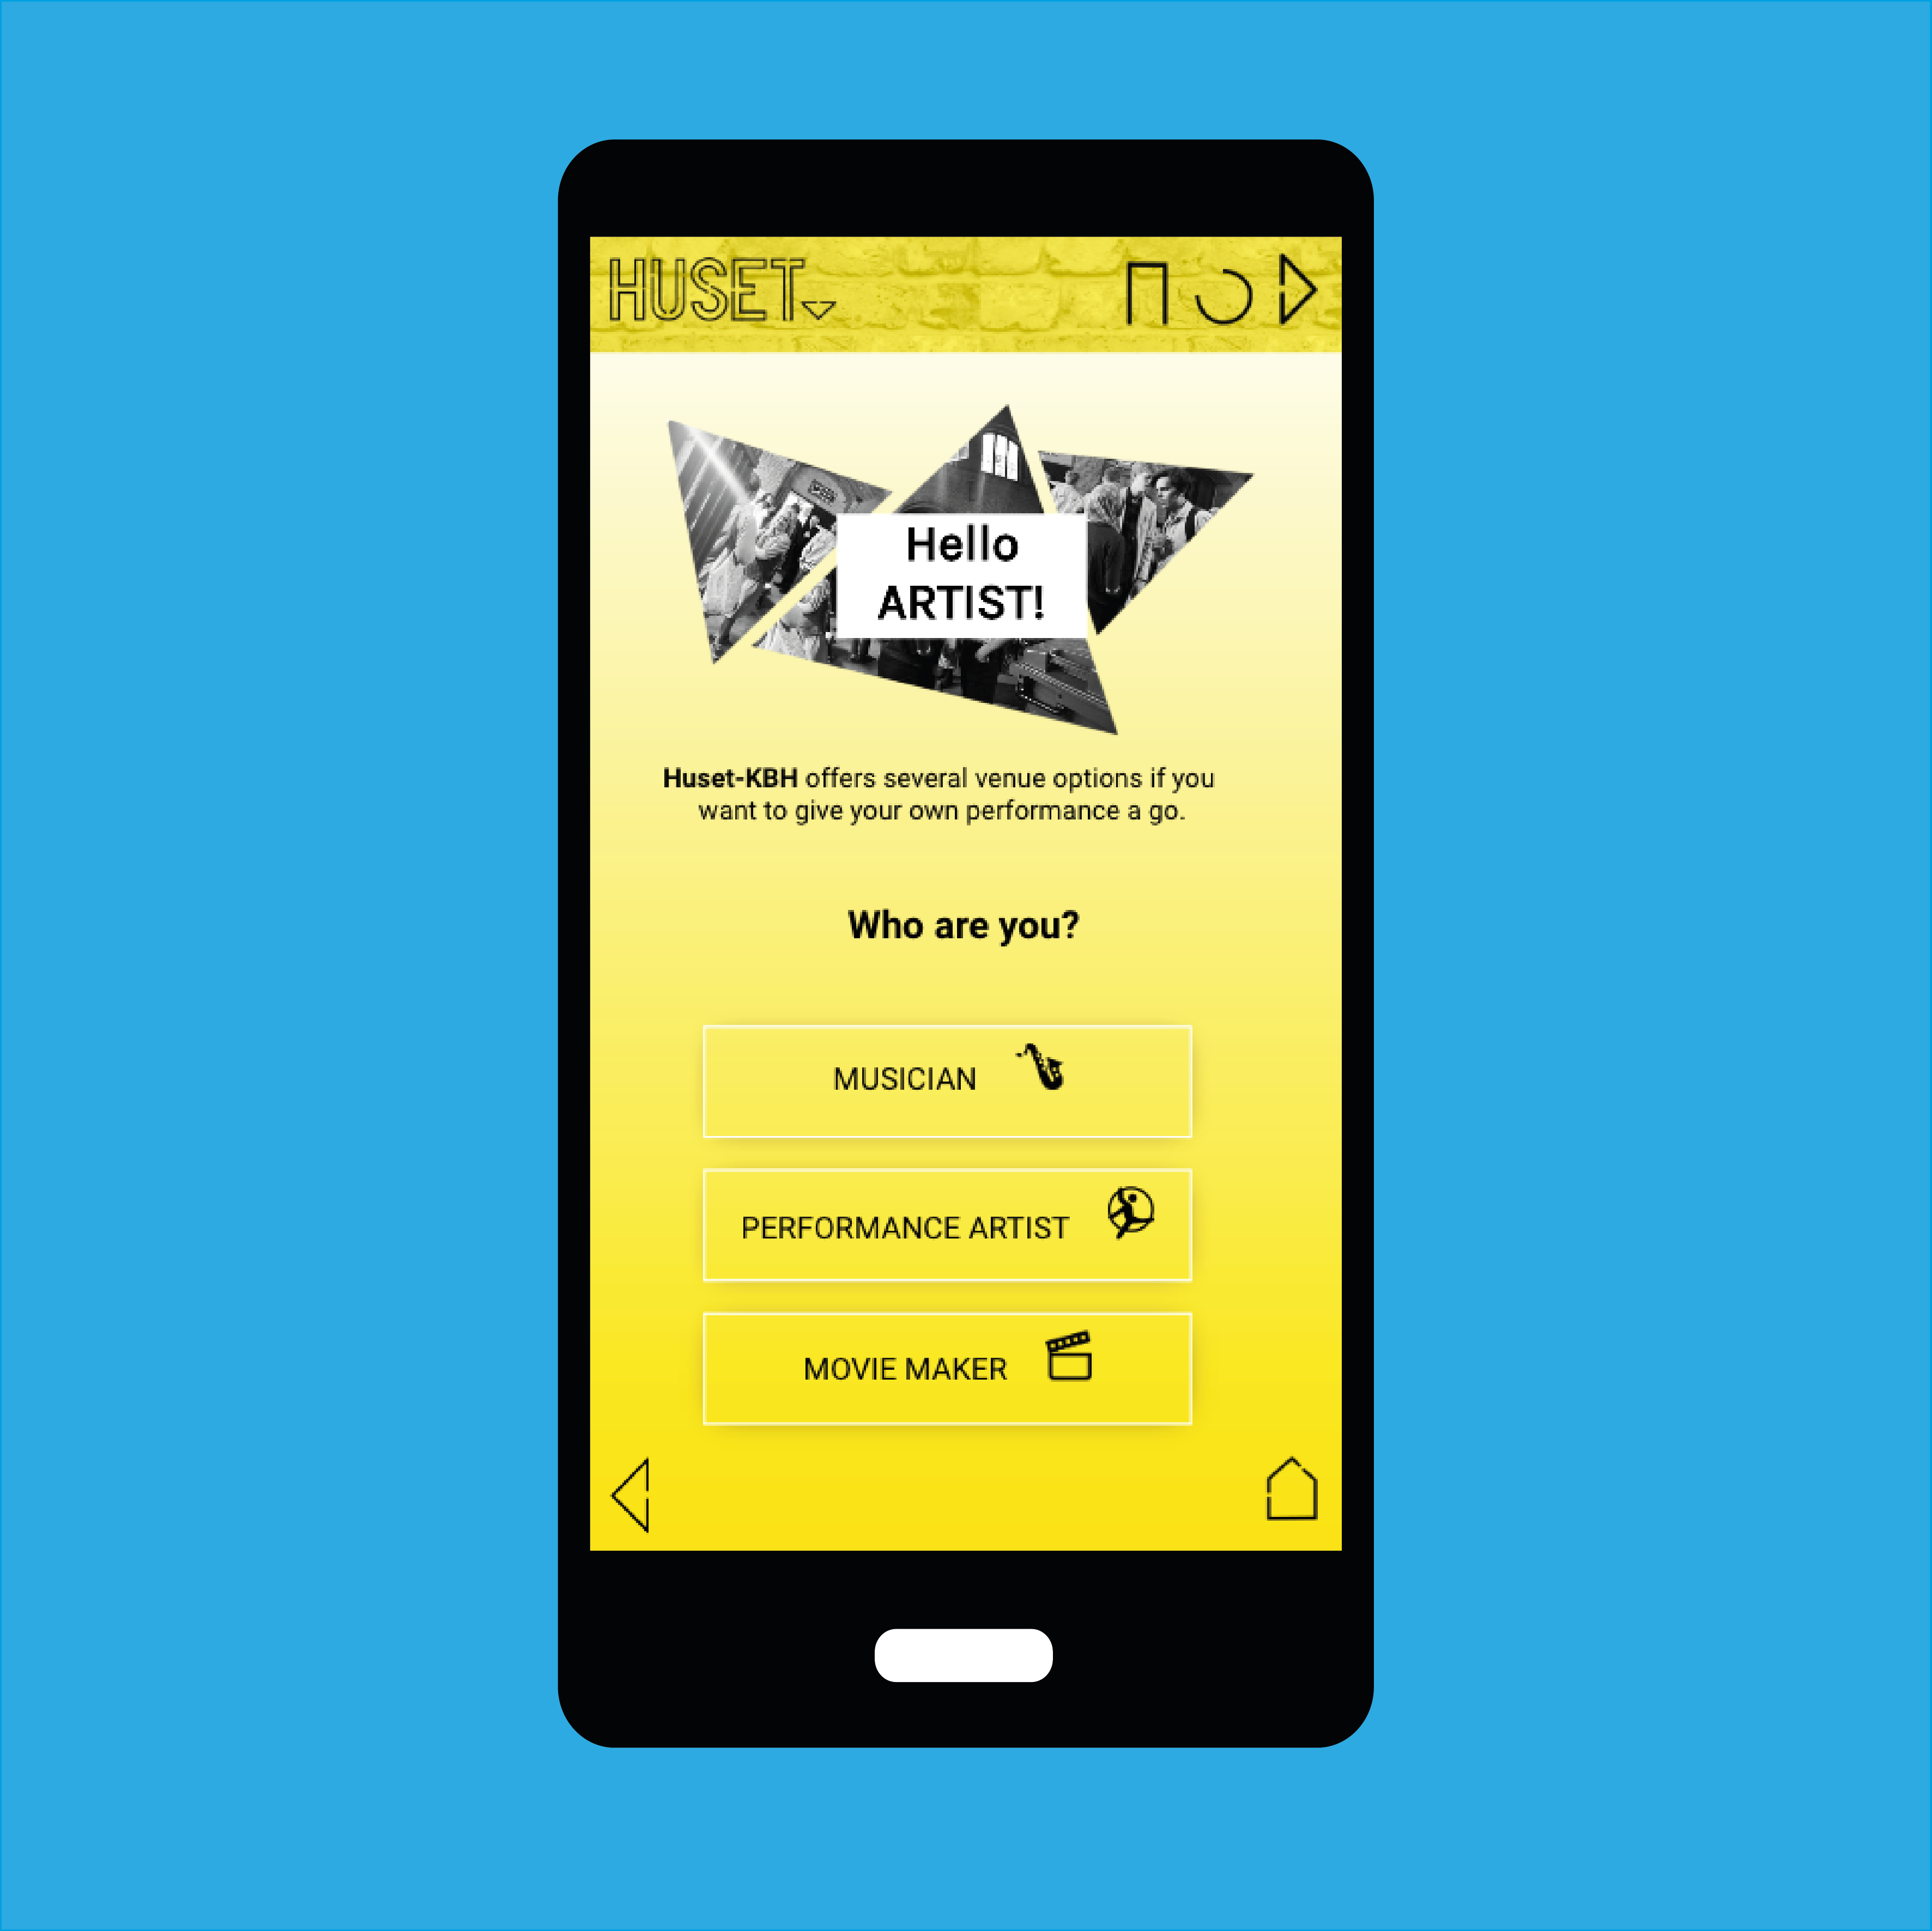 HUSET
Hello
ARTIST!
Huset-KBH offers several venue options if you
want to give your own performance a go.
Who are you?
MUSICIAN
PERFORMANCE ARTIST
MOVIE MAKER